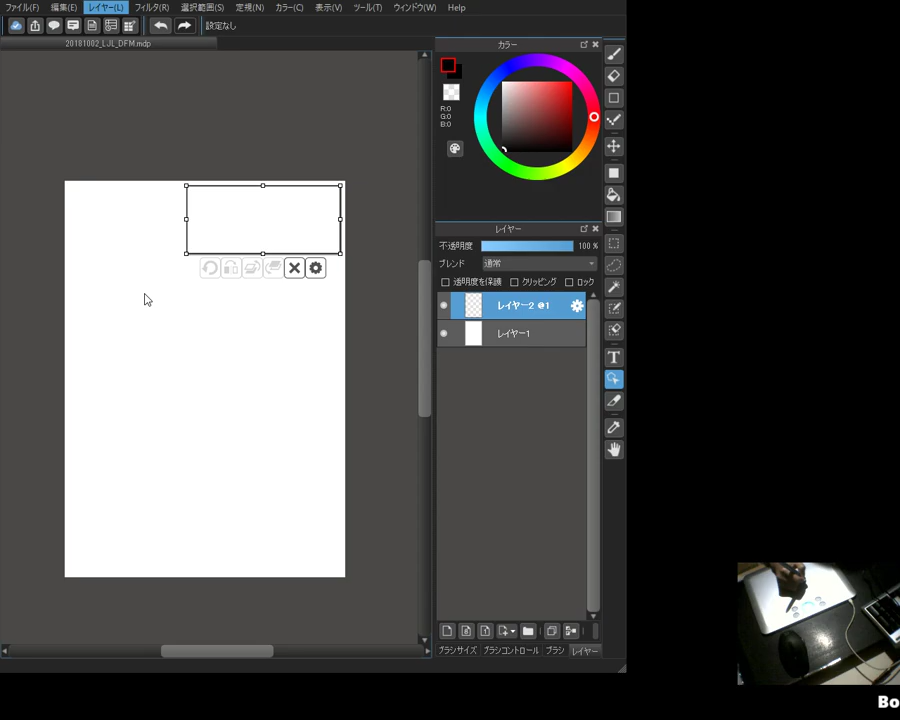 ファイル(F) 編集(E) レイヤー(L) フィルタ(R) 選択範囲(S) 定規(N) カラー(C) 表示(V) ツール(T) ウィンドウ(W) Help
設定なし
20181002_LJL_DFM.mdp
カラー
R:0
G:0
B:0
レイヤー
不透明度 100 %
ブレンド 通常
透明度を保護 クリッピング ロック
レイヤー2 @1
レイヤー1
T
ブラシサイズ ブラシコントロール ブラシ レイヤー
Bo